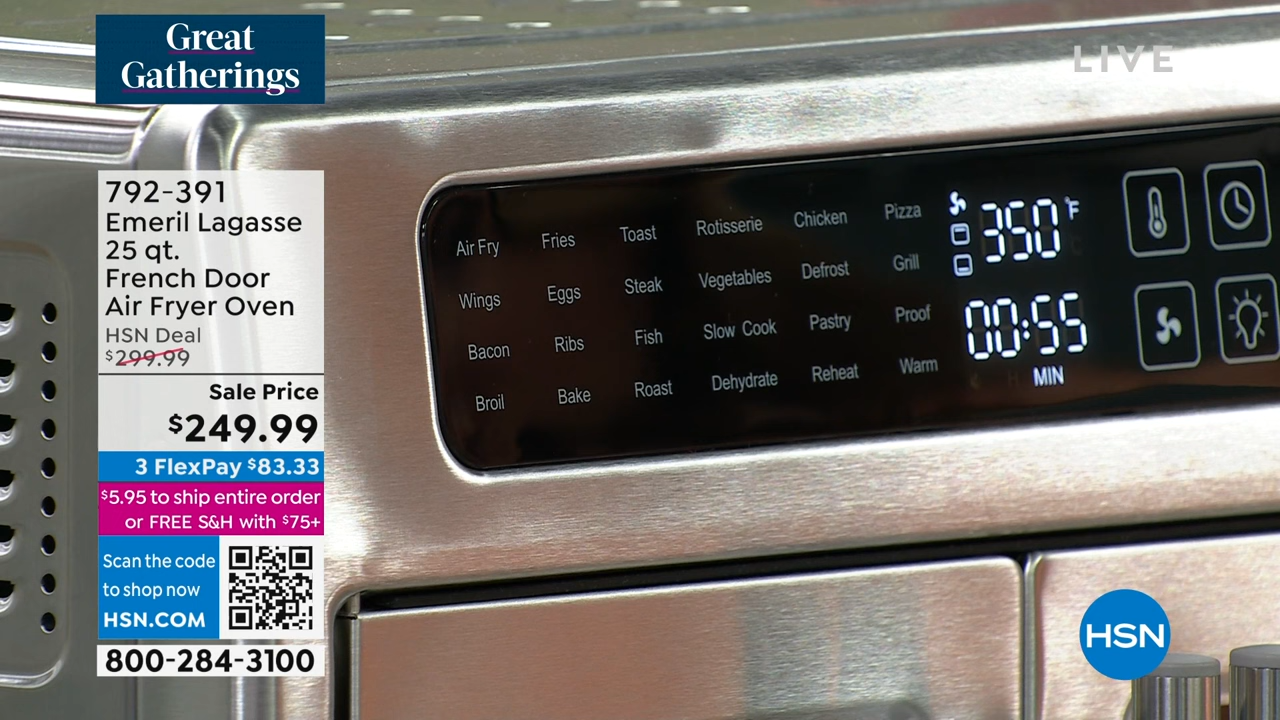 Great
Gatherings
LIVE
792-391
Emeril Lagasse
25 qt.
French Door
Air Fryer Oven
HSN Deal
$299.99
Sale Price
$249.99
3 FlexPay $83.33
$5.95 to ship entire order
or FREE S&H with $75+
Scan the code
to shop now
HSN.COM
800-284-3100
Air Fry Fries Toast Rotisserie Chicken Pizza
Wings Eggs Steak Vegetables Defrost Grill
Bacon Ribs Fish Slow Cook Pastry Proof
Broil Bake Roast Dehydrate Reheat Warm
350°F
00:55
MIN
HSN